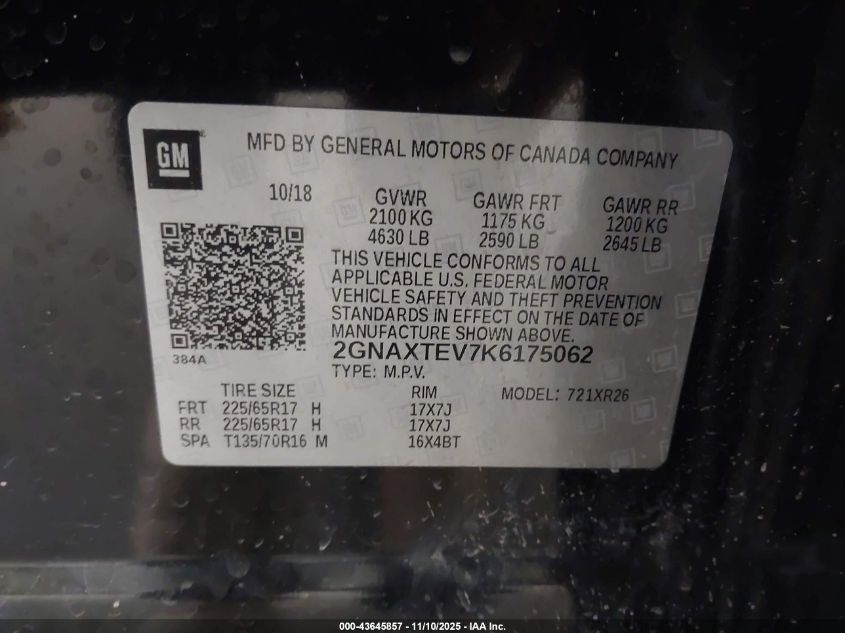 GM
MFD BY GENERAL MOTORS OF CANADA COMPANY
10/18 GVWR GAWR FRT GAWR RR
2100 KG 1175 KG 1200 KG
4630 LB 2590 LB 2645 LB
THIS VEHICLE CONFORMS TO ALL
APPLICABLE U.S. FEDERAL MOTOR
VEHICLE SAFETY AND THEFT PREVENTION
STANDARDS IN EFFECT ON THE DATE OF
MANUFACTURE SHOWN ABOVE.
384A
2GNAXTEV7K6175062
TYPE: M.P.V.
TIRE SIZE RIM MODEL: 721XR26
FRT 225/65R17 H 17X7J
RR 225/65R17 H 17X7J
SPA T135/70R16 M 16X4BT
000-43645857 - 11/10/2025 - IAA Inc.